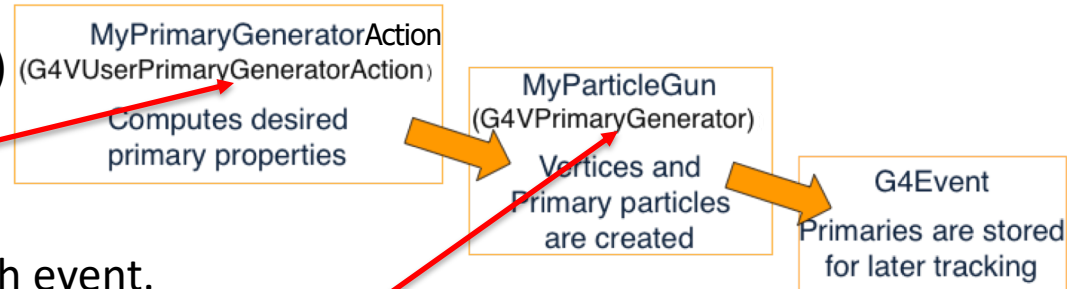 )
MyPrimaryGeneratorAction
(G4VUserPrimaryGeneratorAction)
Computes desired
primary properties
MyParticleGun
(G4VPrimaryGenerator)
Vertices and
Primary particles
are created
G4Event
Primaries are stored
for later tracking
h event.